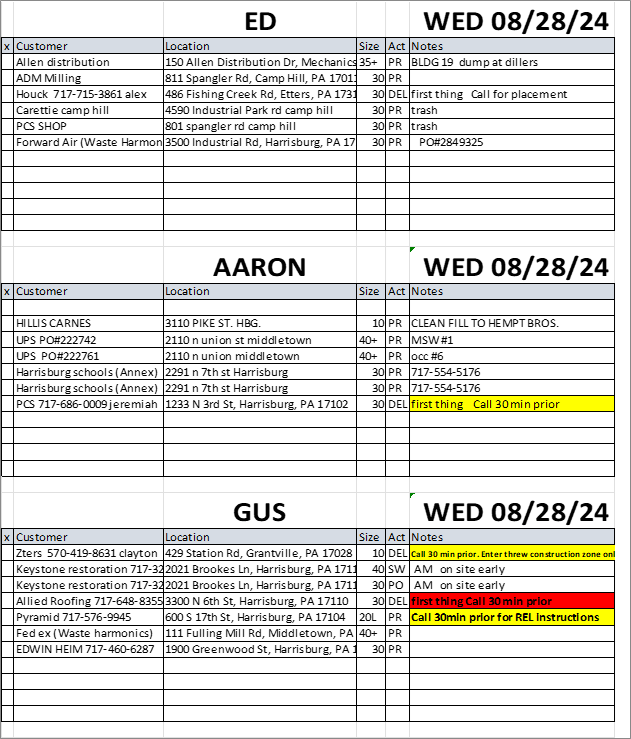 ED WED 08/28/24
x Customer Location Size Act Notes
Allen distribution 150 Allen Distribution Dr, Mechanics 35+ PR BLDG 19 dump at dillers
ADM Milling 811 Spangler Rd, Camp Hill, PA 1701 30 PR
Houck 717-715-3861 alex 486 Fishing Creek Rd, Etters, PA 1731 30 DEL first thing Call for placement
Carettie camp hill 4590 Industrial Park rd camp hill 30 PR trash
PCS SHOP 801 spangler rd camp hill 30 PR trash
Forward Air (Waste Harmon 3500 Industrial Rd, Harrisburg, PA 17 30 PR PO#2849325
AARON WED 08/28/24
x Customer Location Size Act Notes
HILLIS CARNES 3110 PIKE ST. HBG. 10 PR CLEAN FILL TO HEMPT BROS.
UPS PO#222742 2110 n union st middletown 40+ PR MSW #1
UPS PO#222761 2110 n union middletown 40+ PR occ #6
Harrisburg schools (Annex) 2291 n 7th st Harrisburg 30 PR 717-554-5176
Harrisburg schools (Annex) 2291 n 7th st Harrisburg 30 PR 717-554-5176
PCS 717-686-0009 jeremiah 1233 N 3rd St, Harrisburg, PA 17102 30 DEL first thing Call 30 min prior
GUS WED 08/28/24
x Customer Location Size Act Notes
Zters 570-419-8631 clayton 429 Station Rd, Grantville, PA 17028 10 DEL Call 30 min prior. Enter threw construction zone onl
Keystone restoration 717-32 2021 Brookes Ln, Harrisburg, PA 1711 40 SW AM on site early
Keystone restoration 717-32 2021 Brookes Ln, Harrisburg, PA 1711 30 PO AM on site early
Allied Roofing 717-648-8355 3300 N 6th St, Harrisburg, PA 17110 30 DEL first thing Call 30 min prior
Pyramid 717-576-9945 600 S 17th St, Harrisburg, PA 17104 20L PR Call 30min prior for REL Instructions
Fed ex (Waste harmonics) 111 Fulling Mill Rd, Middletown, PA 40+ PR
EDWIN HEIM 717-460-6287 1900 Greenwood St, Harrisburg, PA 1 30 PR